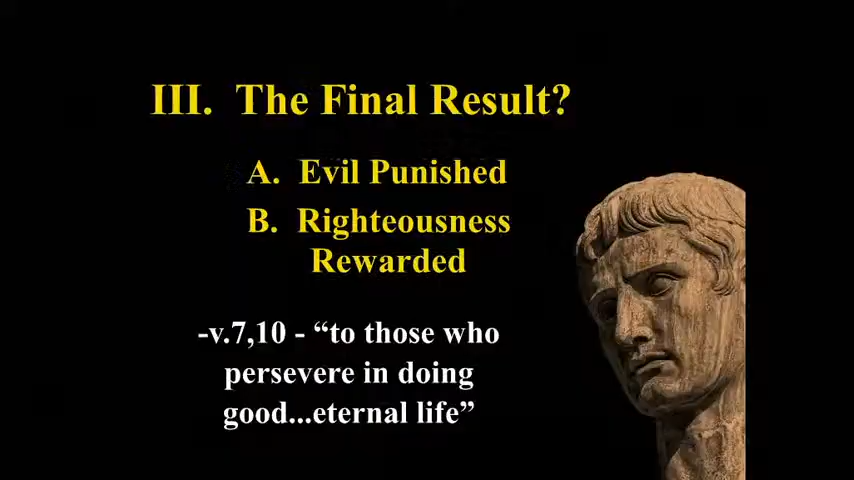 III. The Final Result?
A. Evil Punished
B. Righteousness
Rewarded
-v.7,10 - “to those who
persevere in doing
good...eternal life”